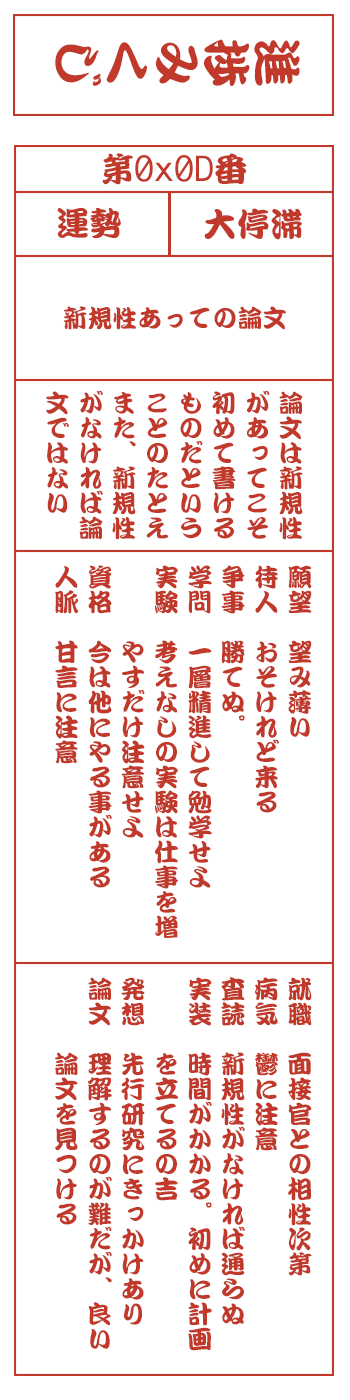 進捗みくじ
第0x0D番
大停滞
運勢
新規性あっての論文
論文は新規性
があってこそ
初めて書ける
ものだという
ことのたとえ
また、新規性
がなければ論
文ではない
願望　望み薄い
待人　おそけれど来る
争事　勝てぬ。
学問　一層精進して勉学せよ
実験　考えなしの実験は仕事を増
やすだけ注意せよ
資格　今は他にやる事がある
人脈　甘言に注意
就職　面接官との相性次第
病気　鬱に注意
査読　新規性がなければ通らぬ
実装　時間がかかる。初めに計画
を立てるの吉
発想　先行研究にきっかけあり
論文　理解するのが難だが、良い
論文を見つける